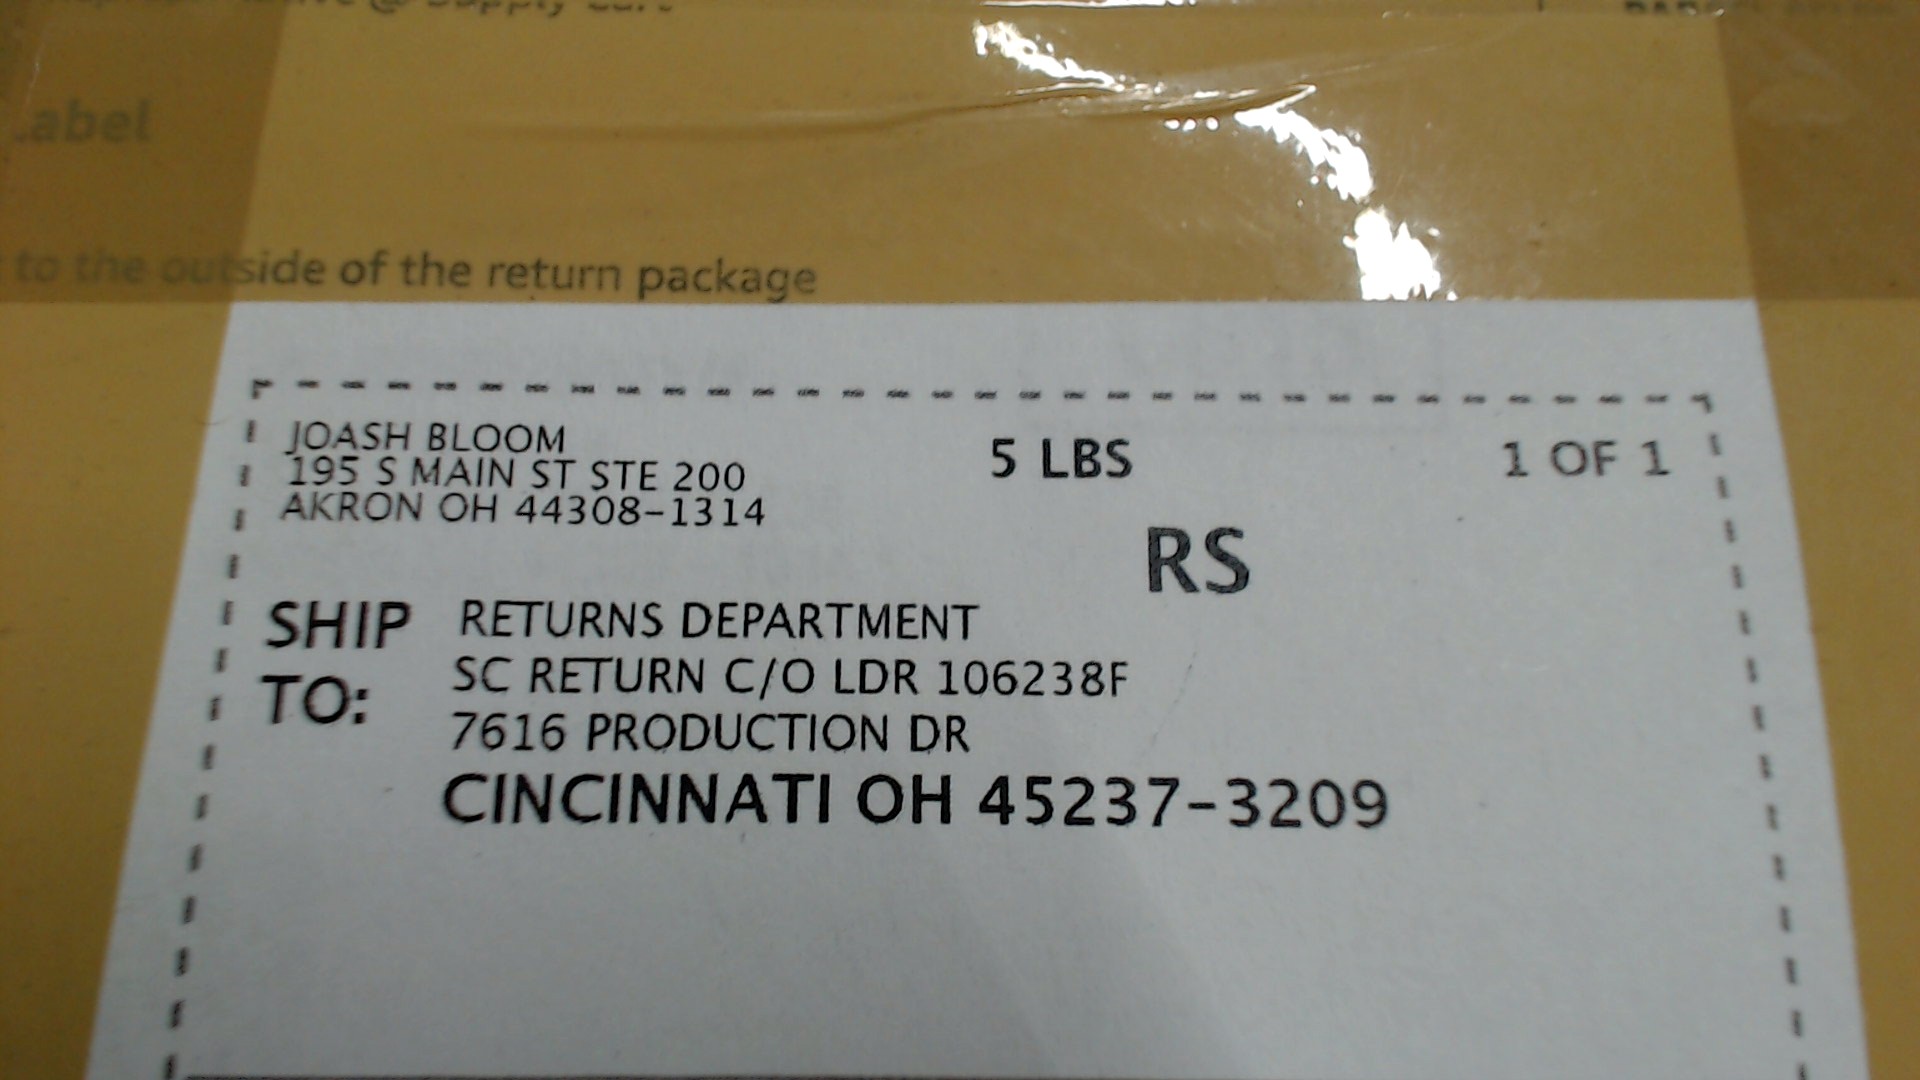 abel
to the outside of the return package
JOASH BLOOM
195 S MAIN ST STE 200
AKRON OH 44308-1314
5 LBS
1 OF 1
RS
SHIP TO:
RETURNS DEPARTMENT
SC RETURN C/O LDR 106238F
7616 PRODUCTION DR
CINCINNATI OH 45237-3209